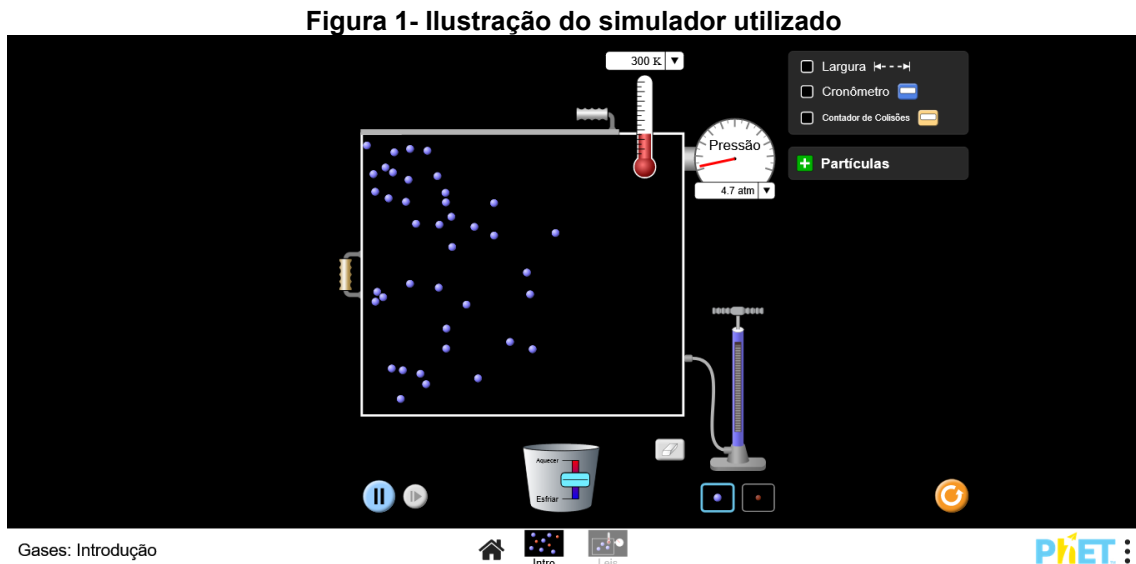 Figura 1- Ilustração do simulador utilizado
300 K
Largura
Cronômetro
Contador de Colisões
Pressão
Partículas
4.7 atm
Aquecer
Esfriar
Gases: Introdução
Intro
Leis
PhET